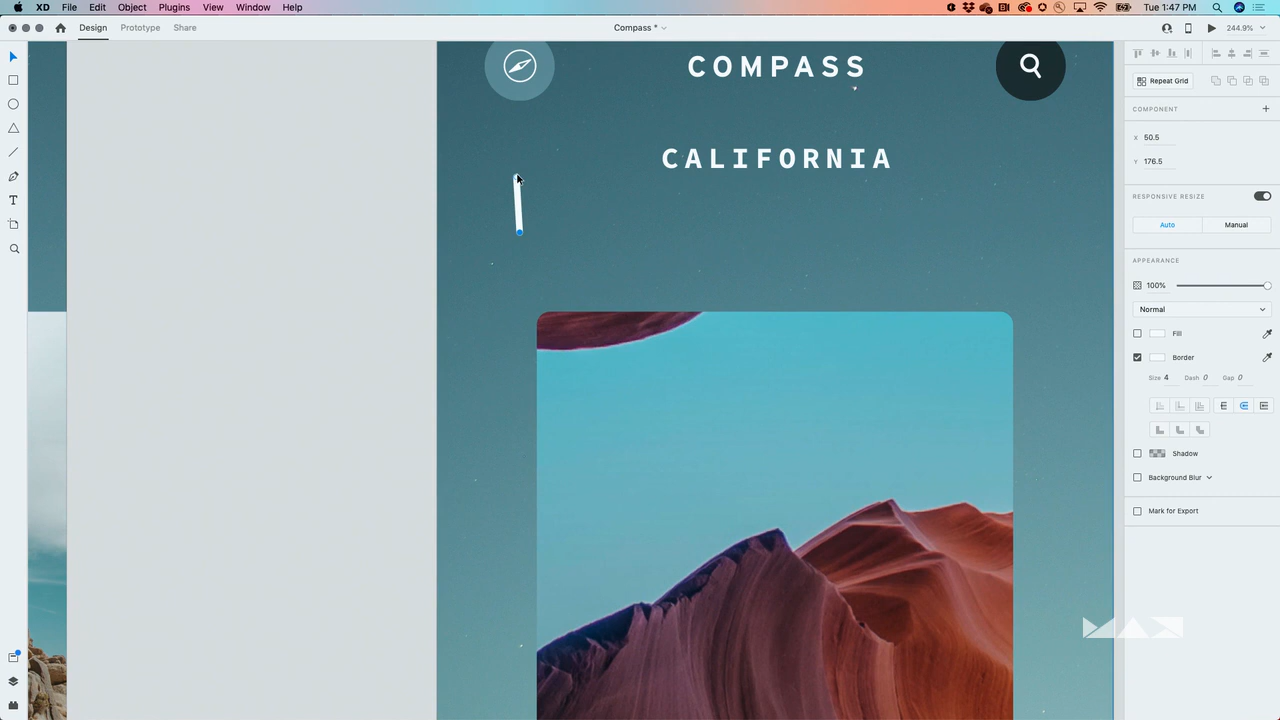 XD File Edit Object Plugins View Window Help
Tue 1:47 PM
Design Prototype Share
Compass *
244.9%
COMPASS
CALIFORNIA
Repeat Grid
COMPONENT
X 50.5
Y 176.5
RESPONSIVE RESIZE
Auto Manual
APPEARANCE
100%
Normal
Fill
Border
Size 4 Dash 0 Gap 0
Shadow
Background Blur
Mark for Export
MAX